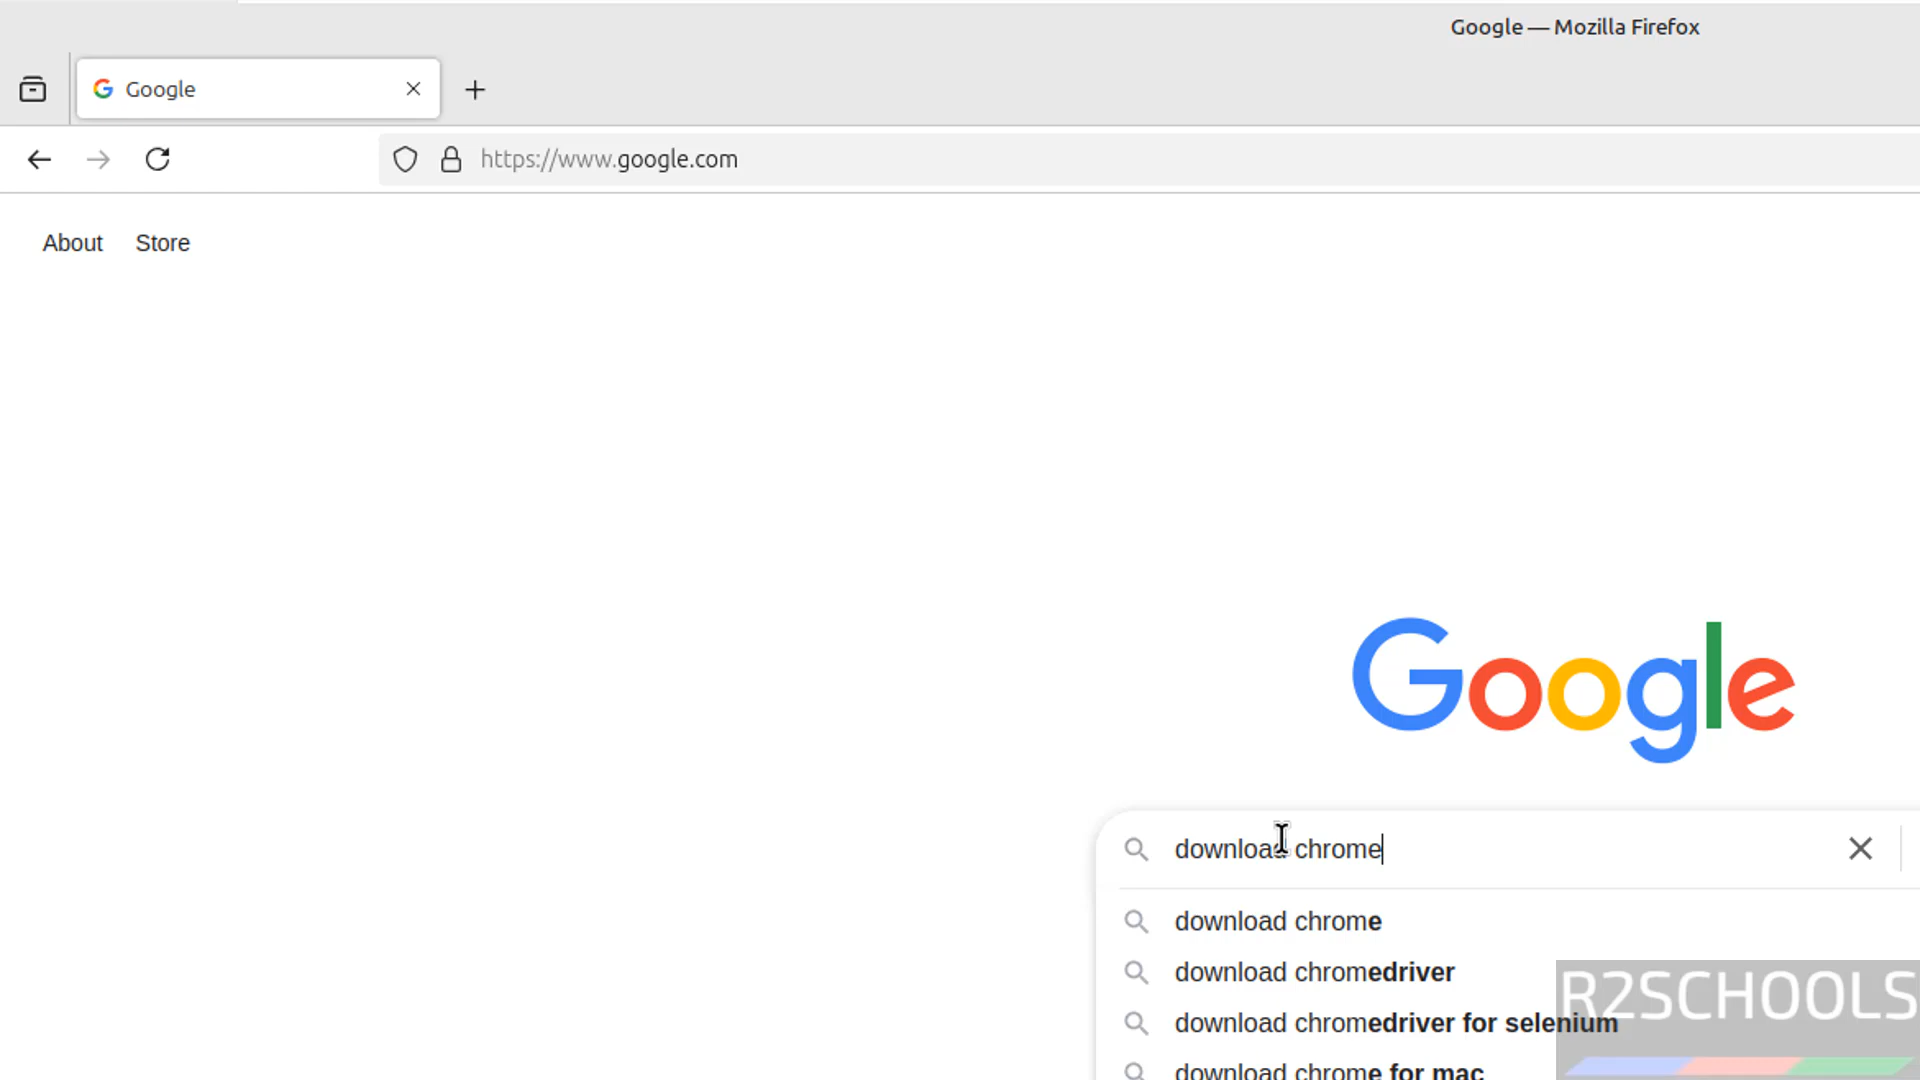 Google — Mozilla Firefox
Google
https://www.google.com
About Store
Google
download chrome
download chrome
download chromedriver
download chromedriver for selenium
download chrome for mac
R2SCHOOLS